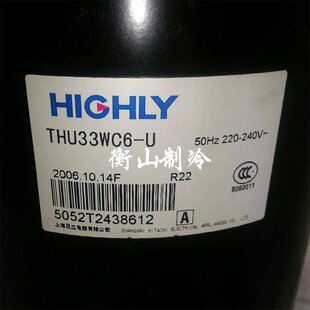 HIGHLY
THU33WC6-U
50Hz 220-240V~
衡山制冷
2006.10.14F
R22
CCC
5052T2438612
A
上海日立电器有限公司
SHANGHAI HITACHI ELECTRICAL APPLIANCES CO., LTD